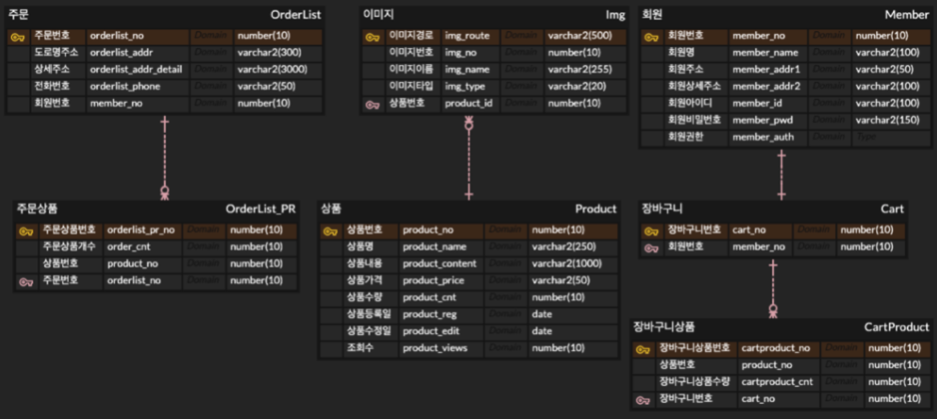 주문 OrderList
주문번호 orderlist_no Domain number(10)
도로명주소 orderlist_addr Domain varchar2(300)
상세주소 orderlist_addr_detail Domain varchar2(3000)
전화번호 orderlist_phone Domain varchar2(50)
회원번호 member_no Domain number(10)
이미지 Img
이미지경로 img_route Domain varchar2(500)
이미지번호 img_no Domain number(10)
이미지이름 img_name Domain varchar2(255)
이미지타입 img_type Domain varchar2(20)
상품번호 product_id Domain number(10)
회원 Member
회원번호 member_no Domain number(10)
회원명 member_name Domain varchar2(100)
회원주소 member_addr1 Domain varchar2(50)
회원상세주소 member_addr2 Domain varchar2(100)
회원아이디 member_id Domain varchar2(100)
회원비밀번호 member_pwd Domain varchar2(150)
회원권한 member_auth Domain Type
주문상품 OrderList_PR
주문상품번호 orderlist_pr_no Domain number(10)
주문상품개수 order_cnt Domain number(10)
상품번호 product_no Domain number(10)
주문번호 orderlist_no Domain number(10)
상품 Product
상품번호 product_no Domain number(10)
상품명 product_name Domain varchar2(250)
상품내용 product_content Domain varchar2(1000)
상품가격 product_price Domain varchar2(50)
상품수량 product_cnt Domain number(10)
상품등록일 product_reg Domain date
상품수정일 product_edit Domain date
조회수 product_views Domain number(10)
장바구니 Cart
장바구니번호 cart_no Domain number(10)
회원번호 member_no Domain number(10)
장바구니상품 CartProduct
장바구니상품번호 cartproduct_no Domain number(10)
상품번호 product_no Domain number(10)
장바구니상품수량 cartproduct_cnt Domain number(10)
장바구니번호 cart_no Domain number(10)